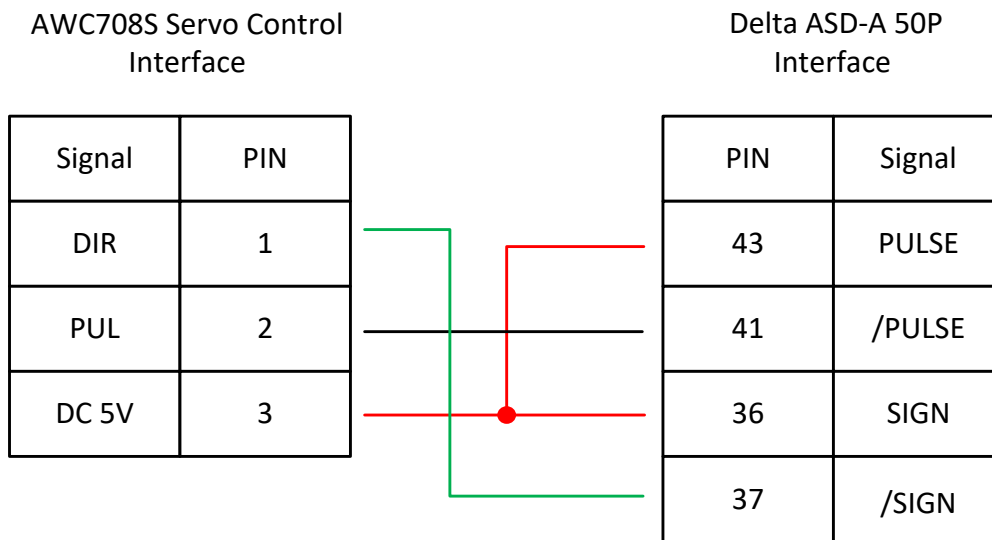 AWC708S Servo Control
Interface
Delta ASD-A 50P
Interface
Signal PIN
DIR 1
PUL 2
DC 5V 3
PIN Signal
43 PULSE
41 /PULSE
36 SIGN
37 /SIGN